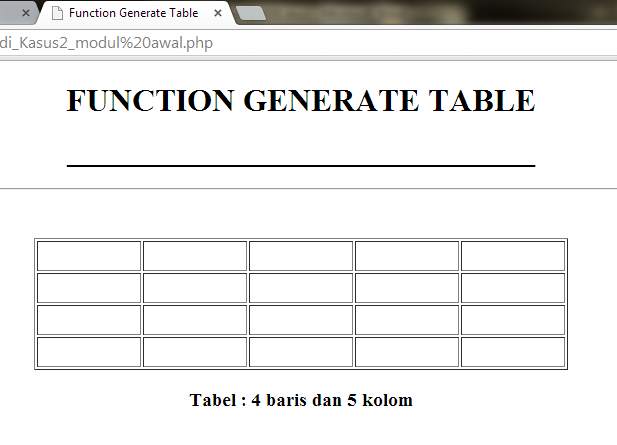 Function Generate Table
di_Kasus2_modul%20awal.php
FUNCTION GENERATE TABLE
Tabel : 4 baris dan 5 kolom